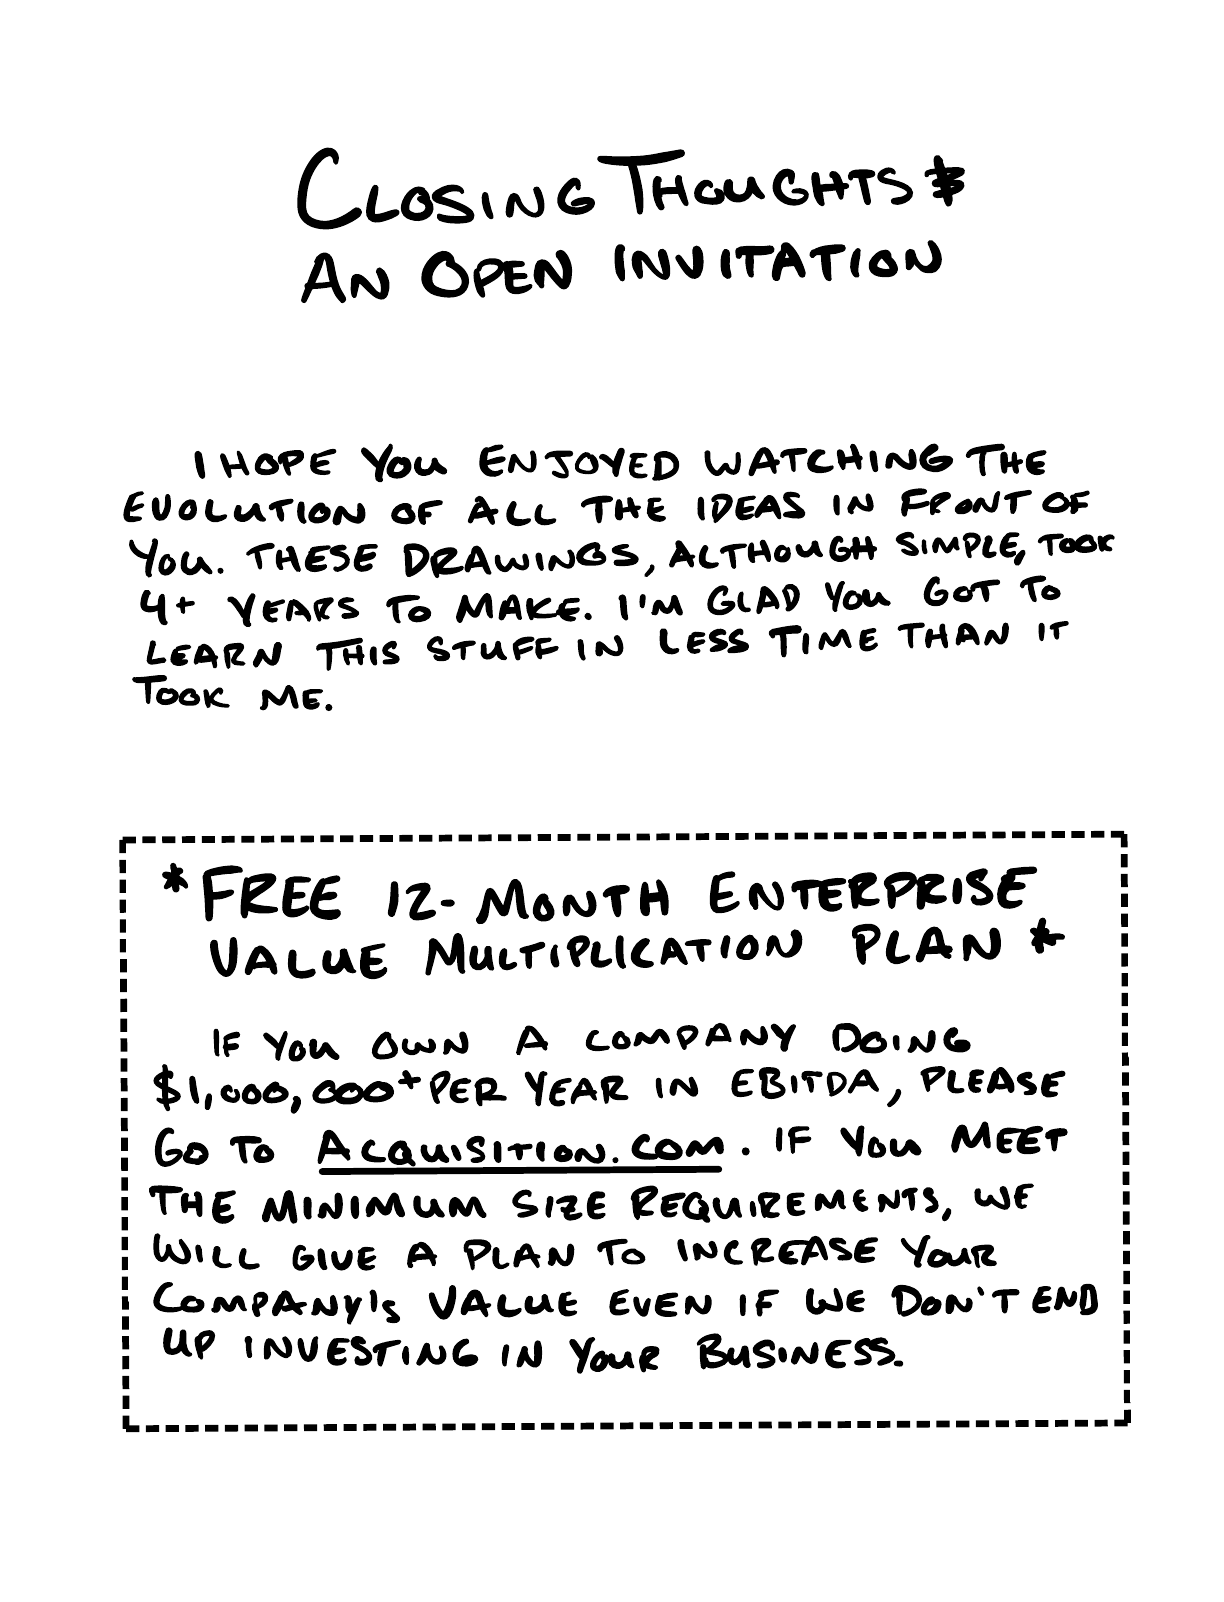 CLOSING THOUGHTS &
AN OPEN INVITATION
I HOPE YOU ENJOYED WATCHING THE
EVOLUTION OF ALL THE IDEAS IN FRONT OF
YOU. THESE DRAWINGS, ALTHOUGH SIMPLE, TOOK
4+ YEARS TO MAKE. I'M GLAD YOU GOT TO
LEARN THIS STUFF IN LESS TIME THAN IT
TOOK ME.
*FREE 12-MONTH ENTERPRISE
VALUE MULTIPLICATION PLAN*
IF YOU OWN A COMPANY DOING
$1,000,000+ PER YEAR IN EBITDA, PLEASE
GO TO ACQUISITION.COM. IF YOU MEET
THE MINIMUM SIZE REQUIREMENTS, WE
WILL GIVE A PLAN TO INCREASE YOUR
COMPANY'S VALUE EVEN IF WE DON'T END
UP INVESTING IN YOUR BUSINESS.